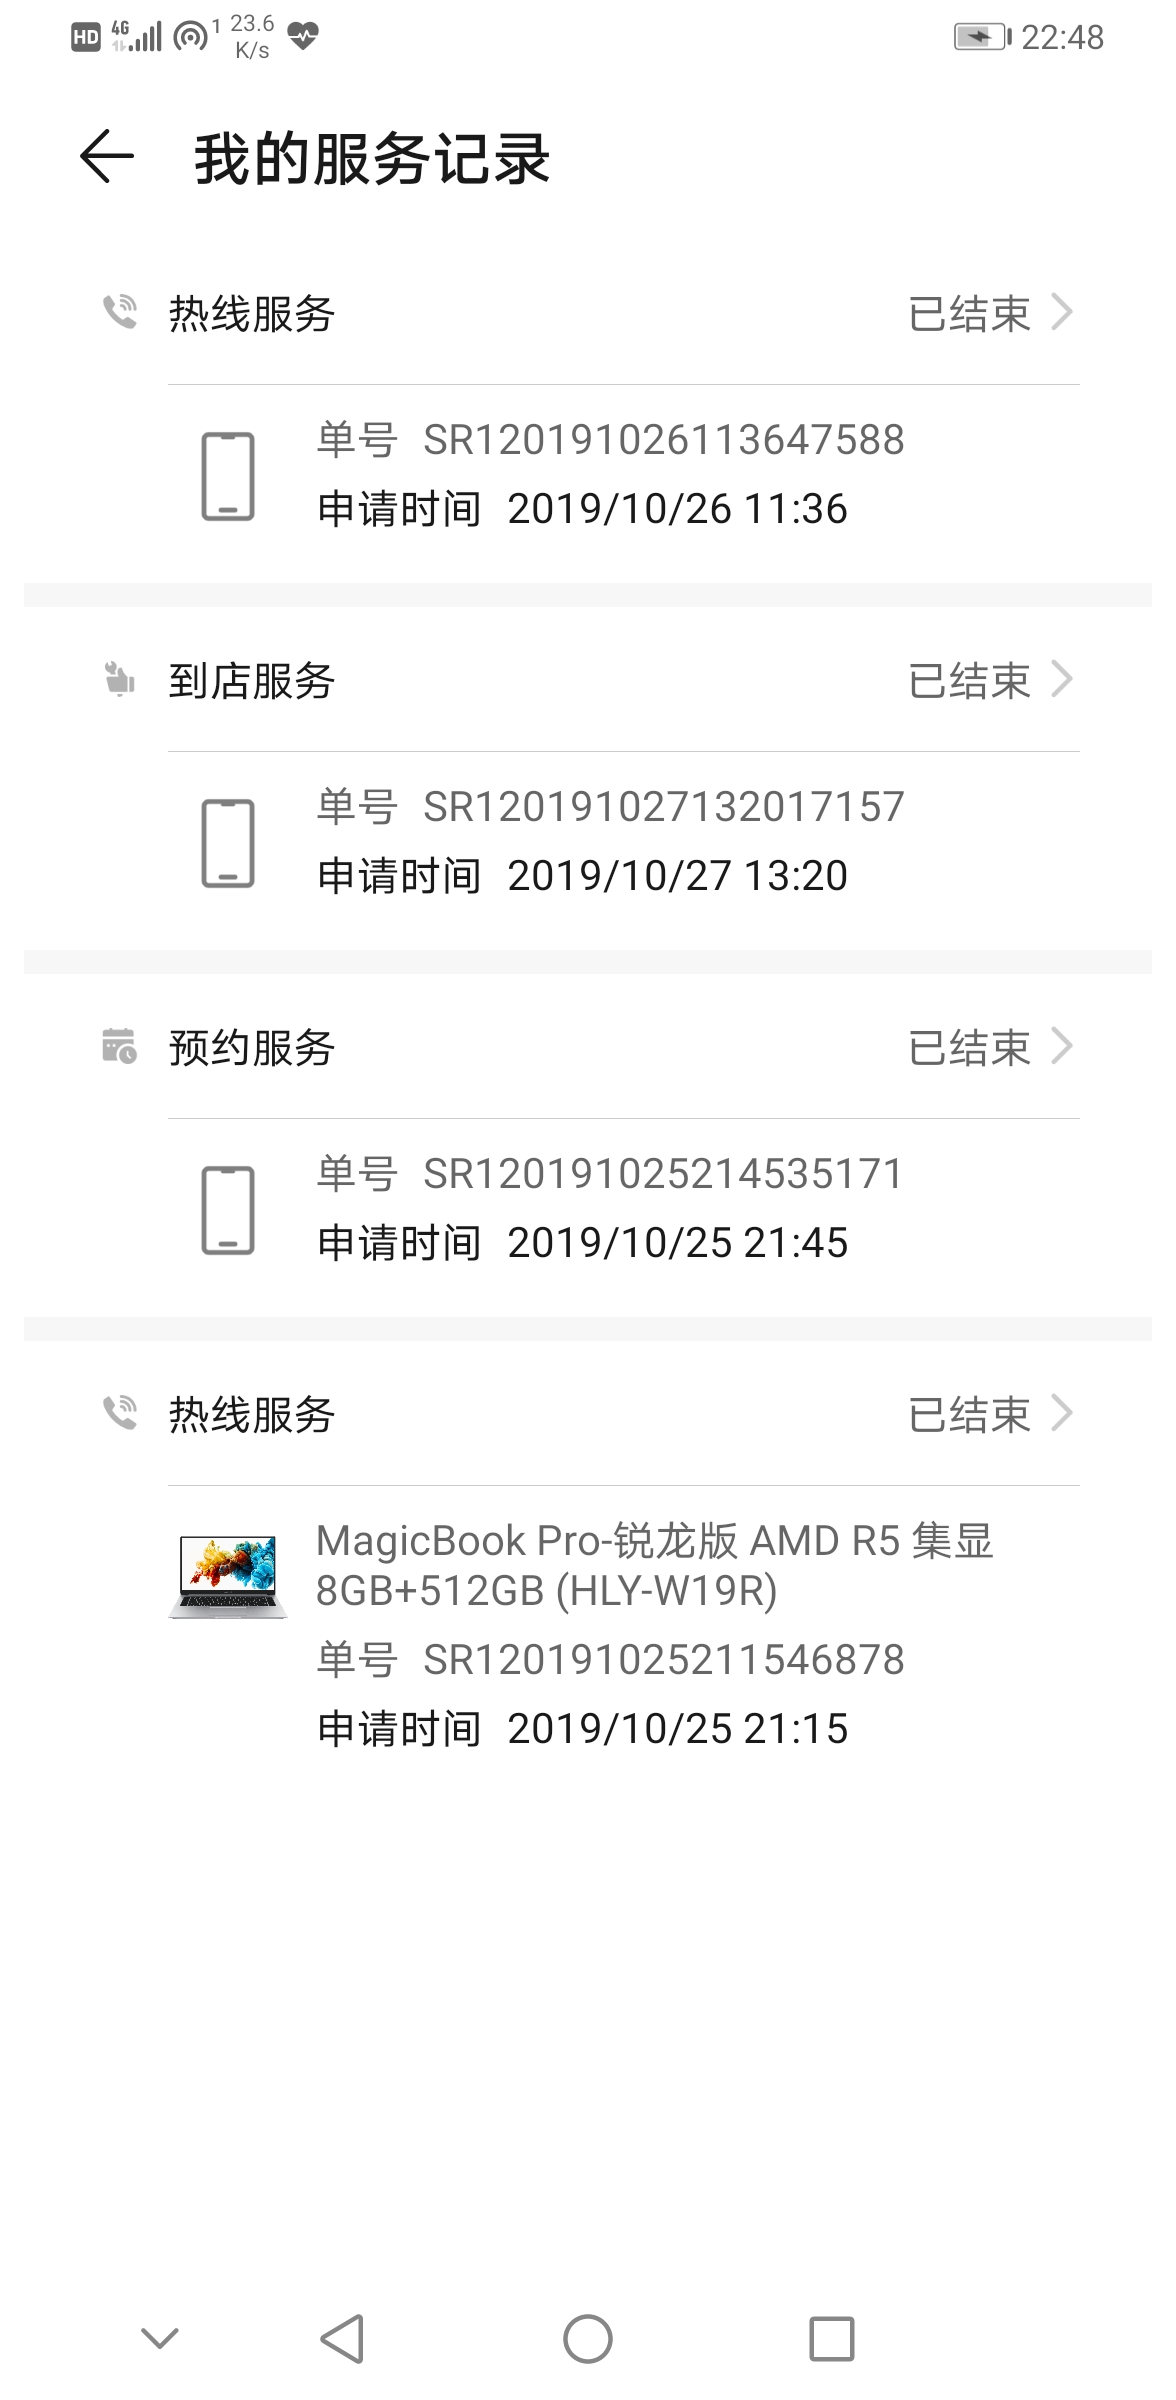 HD 4G 1 23.6 K/s 22:48
我的服务记录
热线服务 已结束
单号 SR120191026113647588
申请时间 2019/10/26 11:36
到店服务 已结束
单号 SR120191027132017157
申请时间 2019/10/27 13:20
预约服务 已结束
单号 SR120191025214535171
申请时间 2019/10/25 21:45
热线服务 已结束
MagicBook Pro-锐龙版 AMD R5 集显
8GB+512GB (HLY-W19R)
单号 SR120191025211546878
申请时间 2019/10/25 21:15